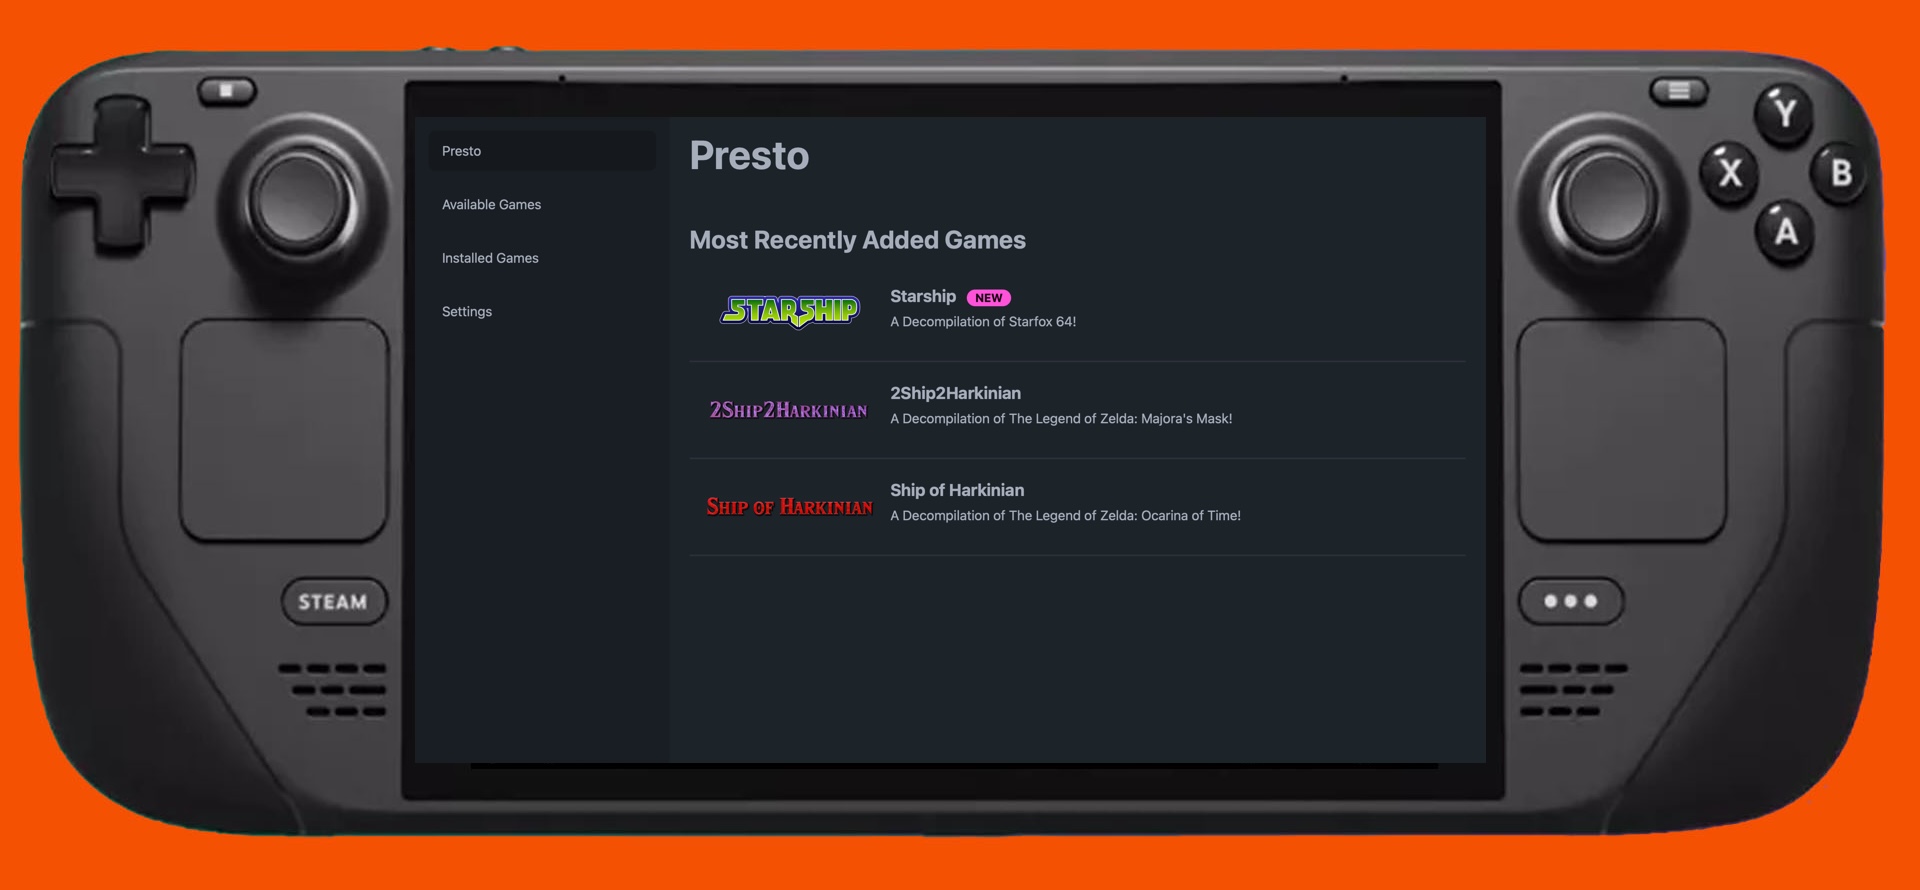 Presto
Available Games
Installed Games
Settings
Presto
Most Recently Added Games
STARSHIP
Starship NEW
A Decompilation of Starfox 64!
2SHIP2HARKINIAN
2Ship2Harkinian
A Decompilation of The Legend of Zelda: Majora's Mask!
SHIP OF HARKINIAN
Ship of Harkinian
A Decompilation of The Legend of Zelda: Ocarina of Time!
Y
X
B
A
STEAM